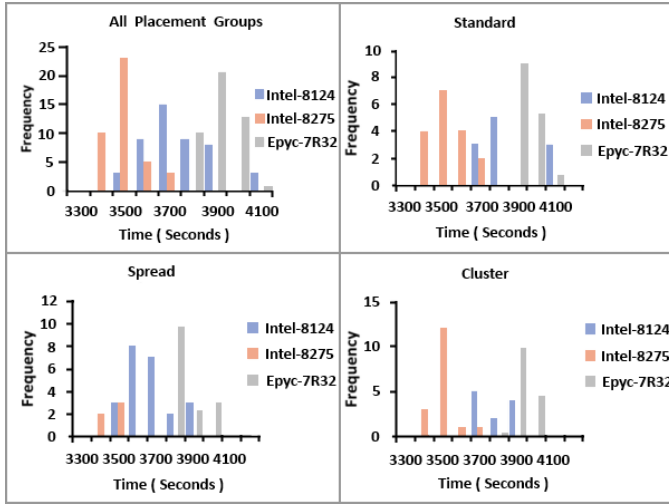 All Placement Groups
25
20
15
10
5
0
Frequency
3300 3500 3700 3900 4100
Time ( Seconds )
Intel-8124
Intel-8275
Epyc-7R32
Standard
10
8
6
4
2
0
Frequency
3300 3500 3700 3900 4100
Time ( Seconds )
Intel-8124
Intel-8275
Epyc-7R32
Spread
12
10
8
6
4
2
0
Frequency
3300 3500 3700 3900 4100
Time ( Seconds )
Intel-8124
Intel-8275
Epyc-7R32
Cluster
15
10
5
0
Frequency
3300 3500 3700 3900 4100
Time ( Seconds )
Intel-8124
Intel-8275
Epyc-7R32